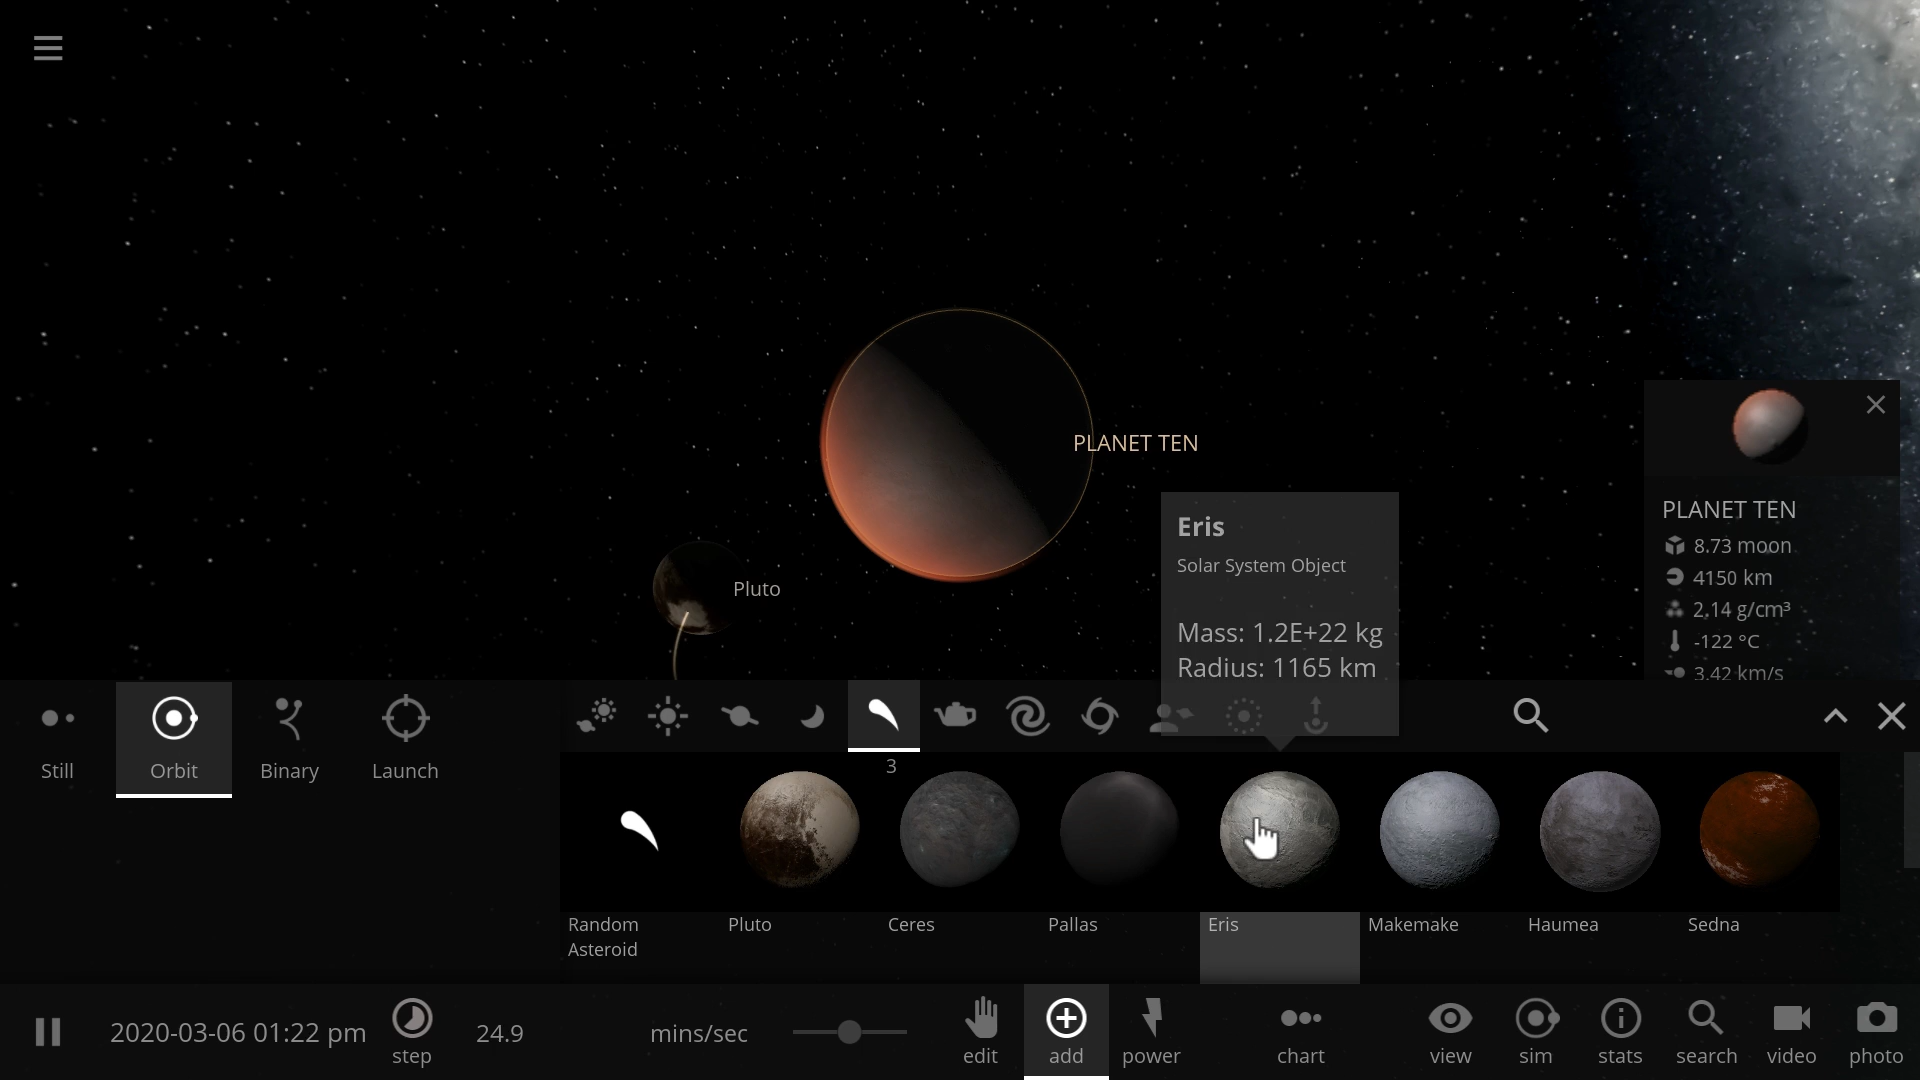 PLANET TEN
Pluto
Eris
Solar System Object
Mass: 1.2E+22 kg
Radius: 1165 km
PLANET TEN
8.73 moon
4150 km
2.14 g/cm³
-122 °C
3.42 km/s
Still
Orbit
Binary
Launch
3
Random
Asteroid
Pluto
Ceres
Pallas
Eris
Makemake
Haumea
Sedna
2020-03-06 01:22 pm
step
24.9
mins/sec
edit
add
power
chart
view
sim
stats
search
video
photo